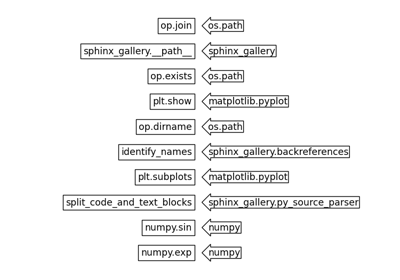 op.join os.path
sphinx_gallery.__path__ sphinx_gallery
op.exists os.path
plt.show matplotlib.pyplot
op.dirname os.path
identify_names sphinx_gallery.backreferences
plt.subplots matplotlib.pyplot
split_code_and_text_blocks sphinx_gallery.py_source_parser
numpy.sin numpy
numpy.exp numpy